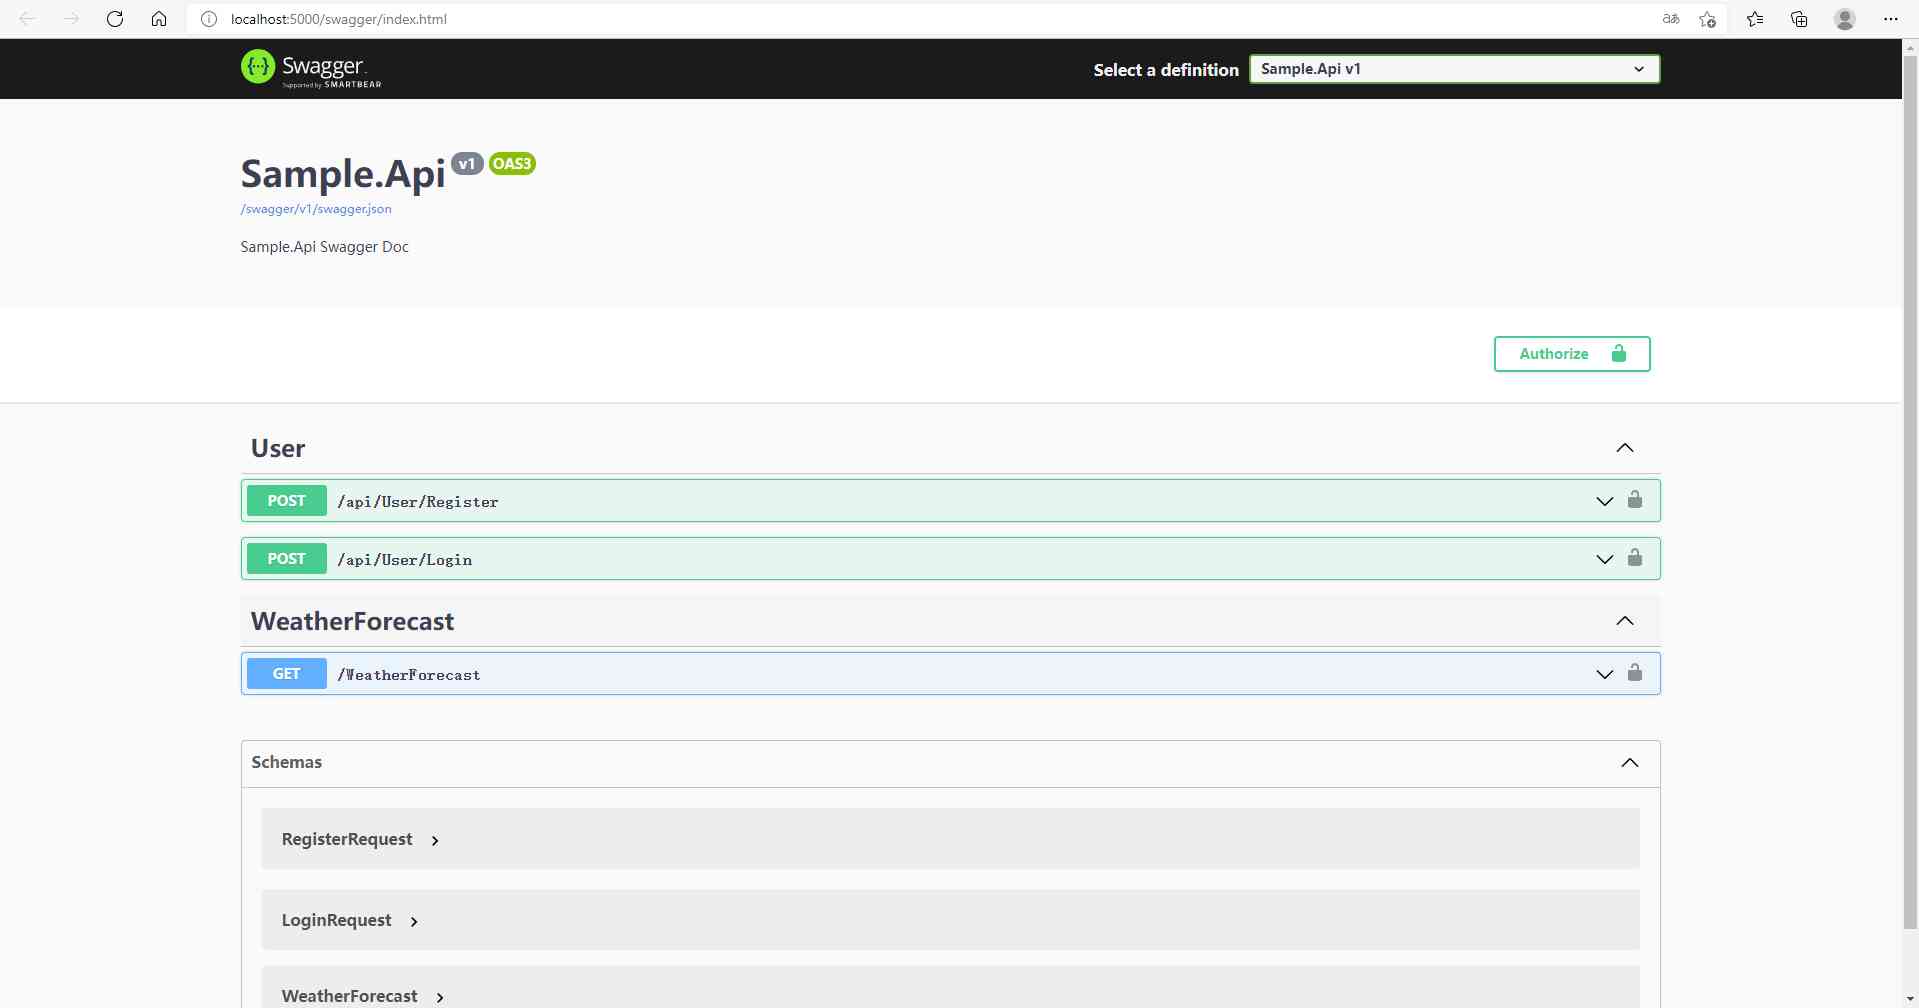 localhost:5000/swagger/index.html
Swagger.
Supported by SMARTBEAR
Select a definition
Sample.Api v1
Sample.Api v1 OAS3
/swagger/v1/swagger.json
Sample.Api Swagger Doc
Authorize
User
POST /api/User/Register
POST /api/User/Login
WeatherForecast
GET /WeatherForecast
Schemas
RegisterRequest
LoginRequest
WeatherForecast